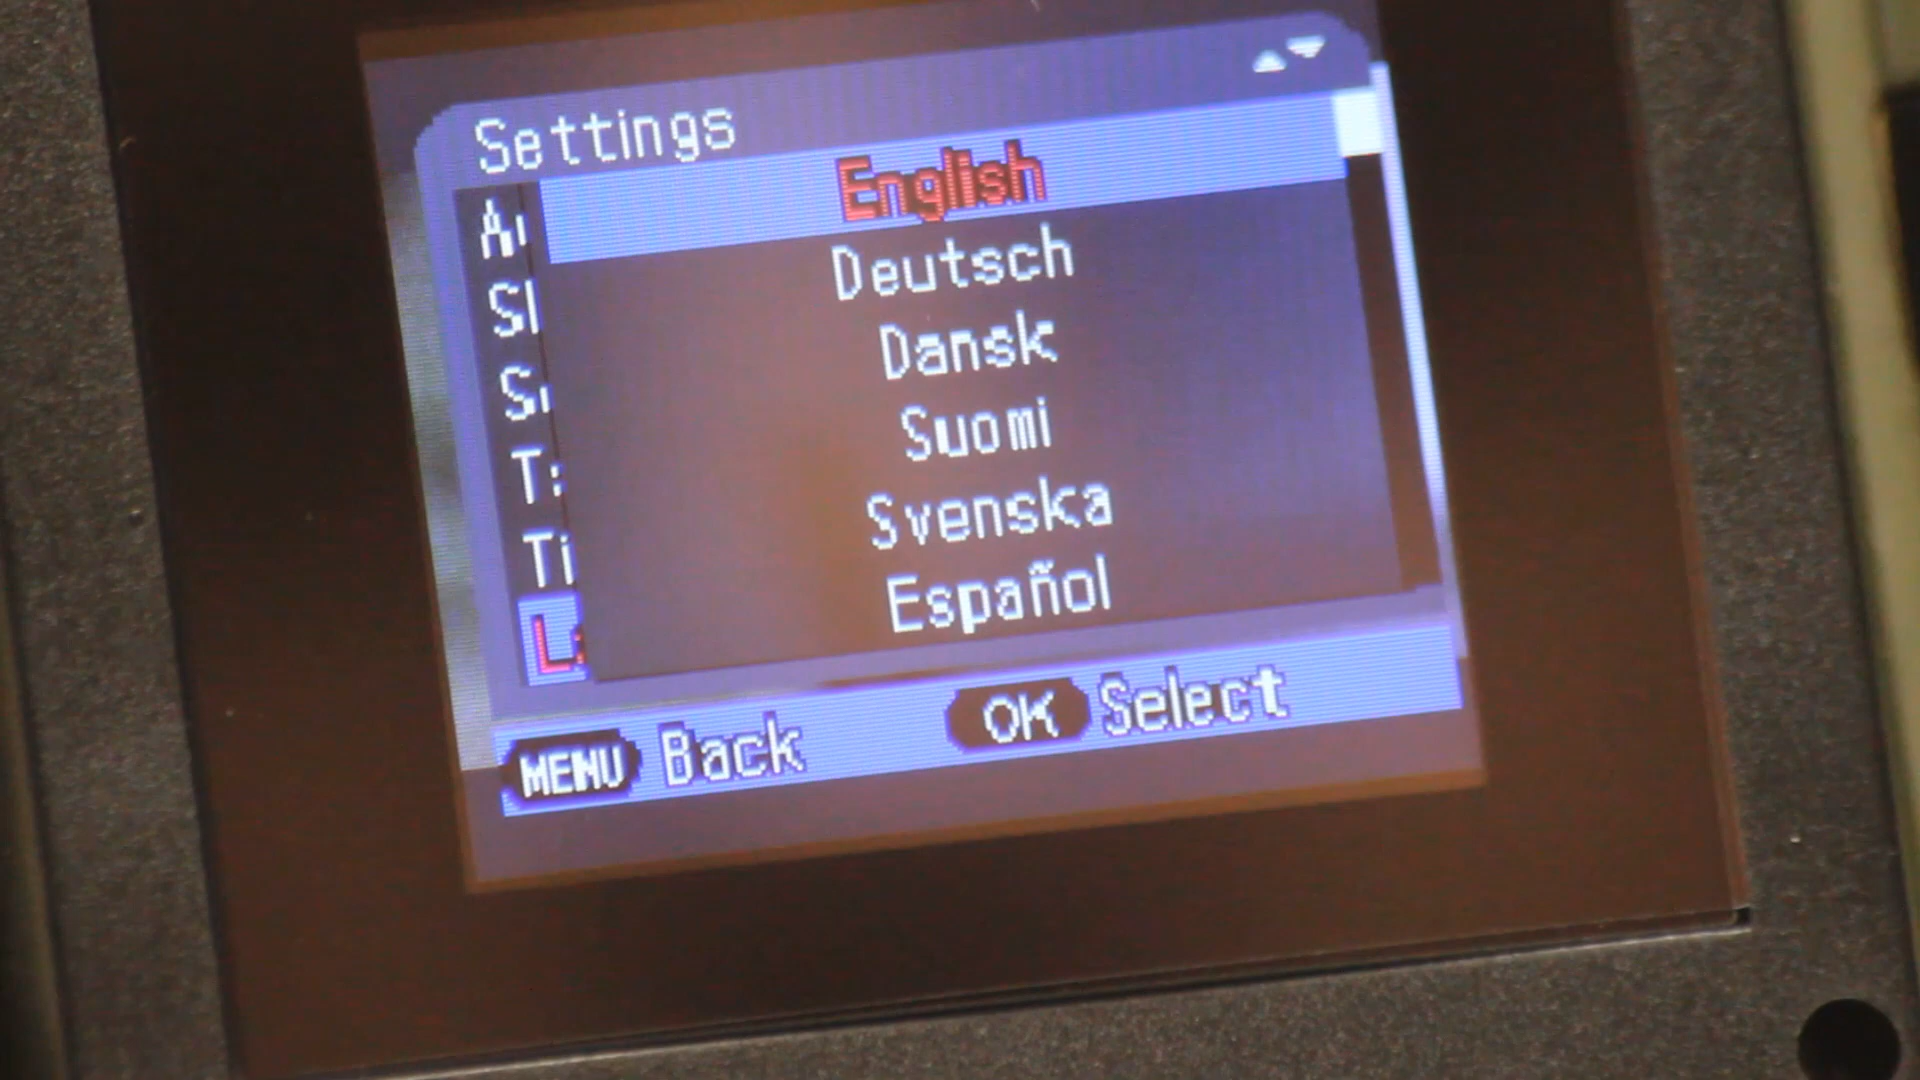 Settings
English
Deutsch
Dansk
Suomi
Svenska
Español
MENU Back OK Select